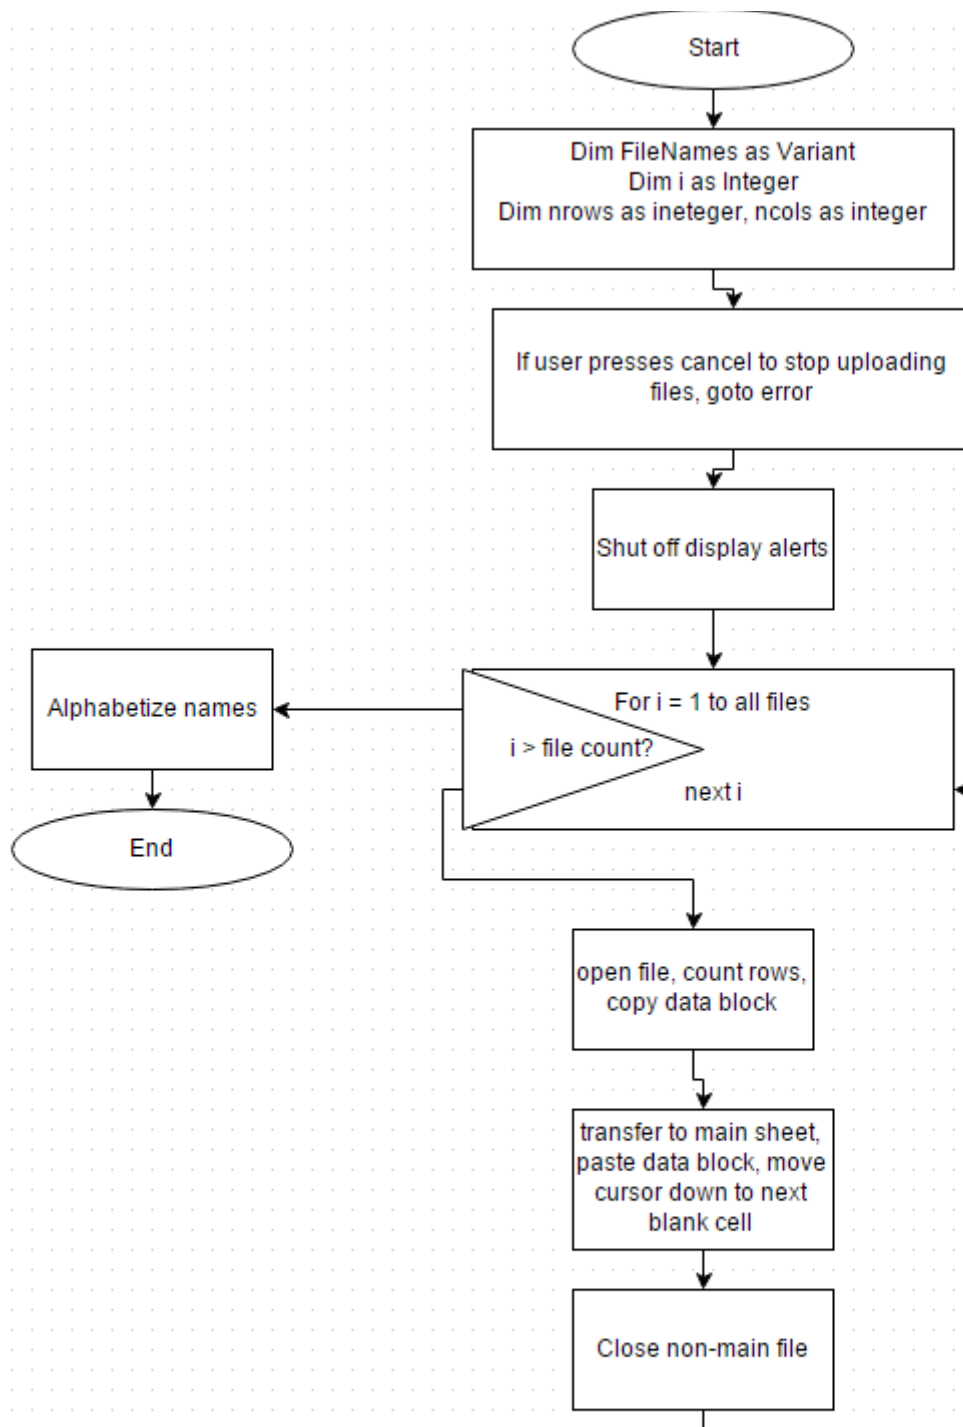 Start
Dim FileNames as Variant
Dim i as Integer
Dim nrows as ineteger, ncols as integer
If user presses cancel to stop uploading
files, goto error
Shut off display alerts
For i = 1 to all files
i > file count?
next i
Alphabetize names
End
open file, count rows,
copy data block
transfer to main sheet,
paste data block, move
cursor down to next
blank cell
Close non-main file